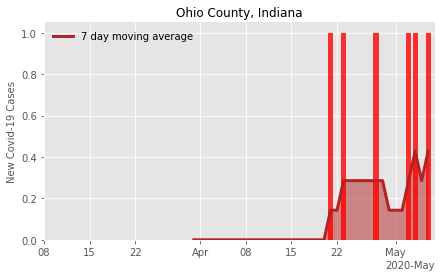 Ohio County, Indiana
7 day moving average
New Covid-19 Cases
1.0
0.8
0.6
0.4
0.2
0.0
08 15 22 Apr 08 15 22 May
2020-May